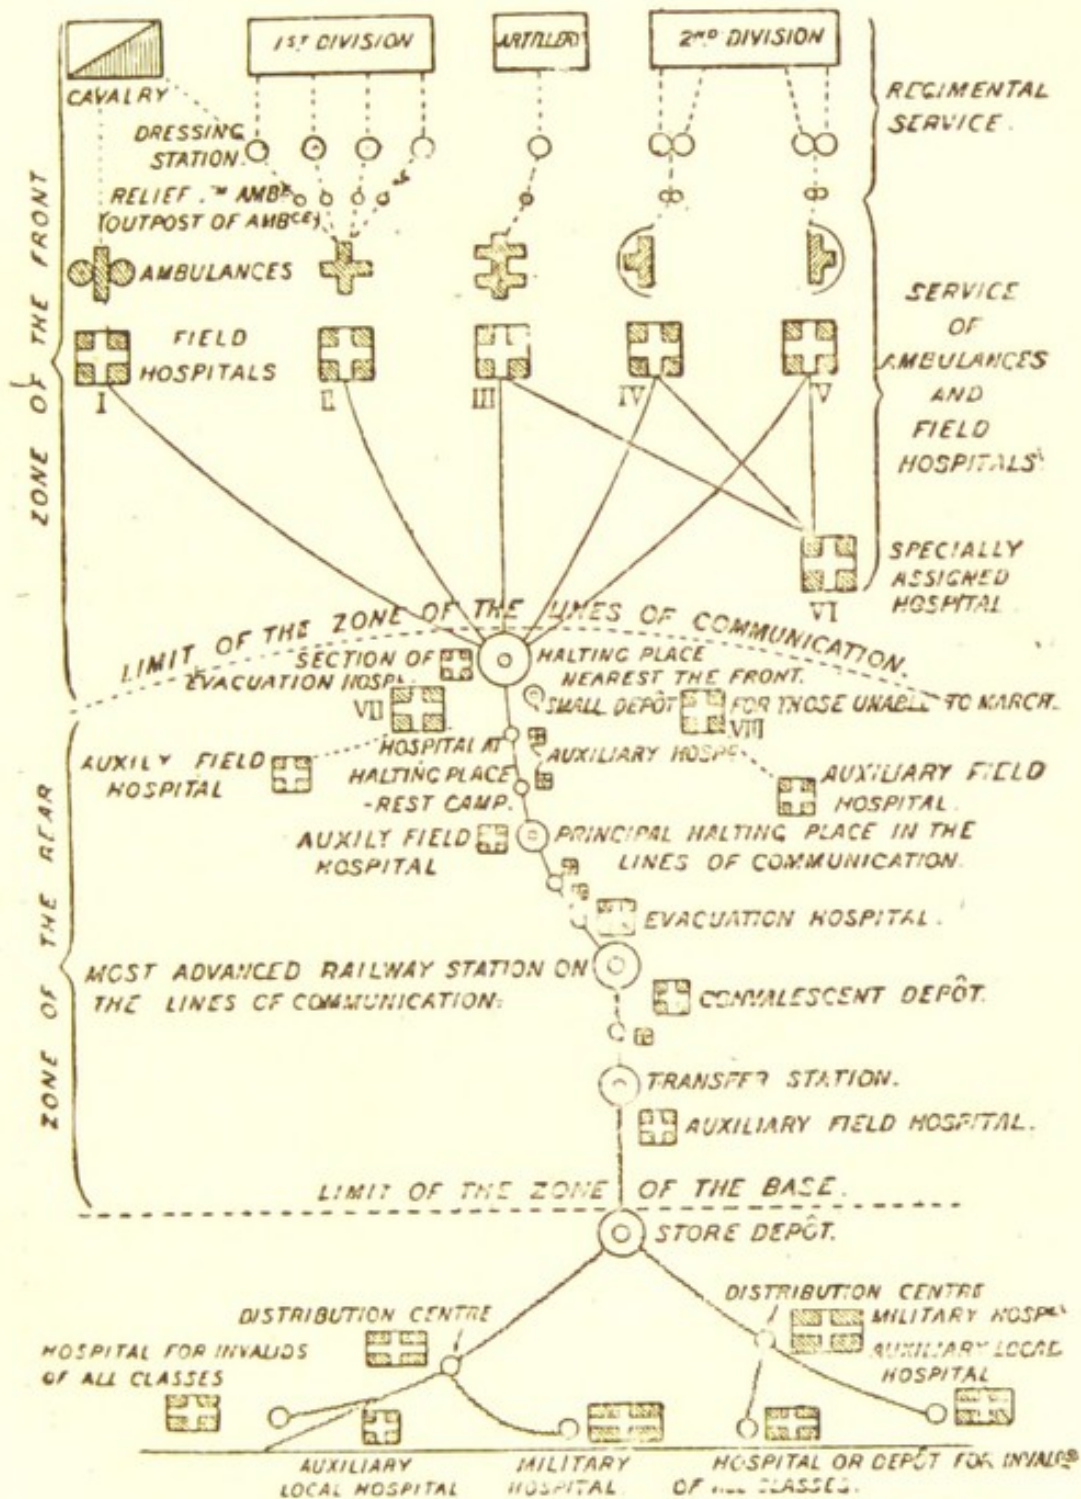 1ST DIVISION
ARTILLERY
2ND DIVISION
CAVALRY
REGIMENTAL
SERVICE.
DRESSING
STATION.
RELIEF
(OUTPOST OF AMBCE)
AMBULANCES
FIELD
HOSPITALS
I
II
III
IV
V
SERVICE
OF
AMBULANCES
AND
FIELD
HOSPITALS
ZONE OF THE FRONT
SPECIALLY
ASSIGNED
HOSPITAL
VI
LIMIT OF THE ZONE OF THE LINES OF COMMUNICATION.
SECTION OF
EVACUATION HOSPL.
HALTING PLACE
NEAREST THE FRONT.
VII
SMALL DEPÔT
VIII
FOR THOSE UNABLE TO MARCH.
AUXILY FIELD
HOSPITAL
HOSPITAL AT
HALTING PLACE
-REST CAMP.
AUXILIARY
AUXILIARY FIELD
HOSPITAL.
AUXILY FIELD
HOSPITAL
PRINCIPAL HALTING PLACE IN THE
LINES OF COMMUNICATION.
EVACUATION HOSPITAL.
MOST ADVANCED RAILWAY STATION ON
THE LINES OF COMMUNICATION.
CONVALESCENT DEPÔT.
TRANSFER STATION.
AUXILIARY FIELD HOSPITAL.
ZONE OF THE REAR
LIMIT OF THE ZONE OF THE BASE.
STORE DEPÔT.
DISTRIBUTION CENTRE
HOSPITAL FOR INVALIDS
OF ALL CLASSES
DISTRIBUTION CENTRE
MILITARY
AUXILIARY LOCAL
HOSPITAL
AUXILIARY
LOCAL HOSPITAL
MILITARY
HOSPITAL.
HOSPITAL OR DEPÔT FOR INVALIDS
OF ALL CLASSES.